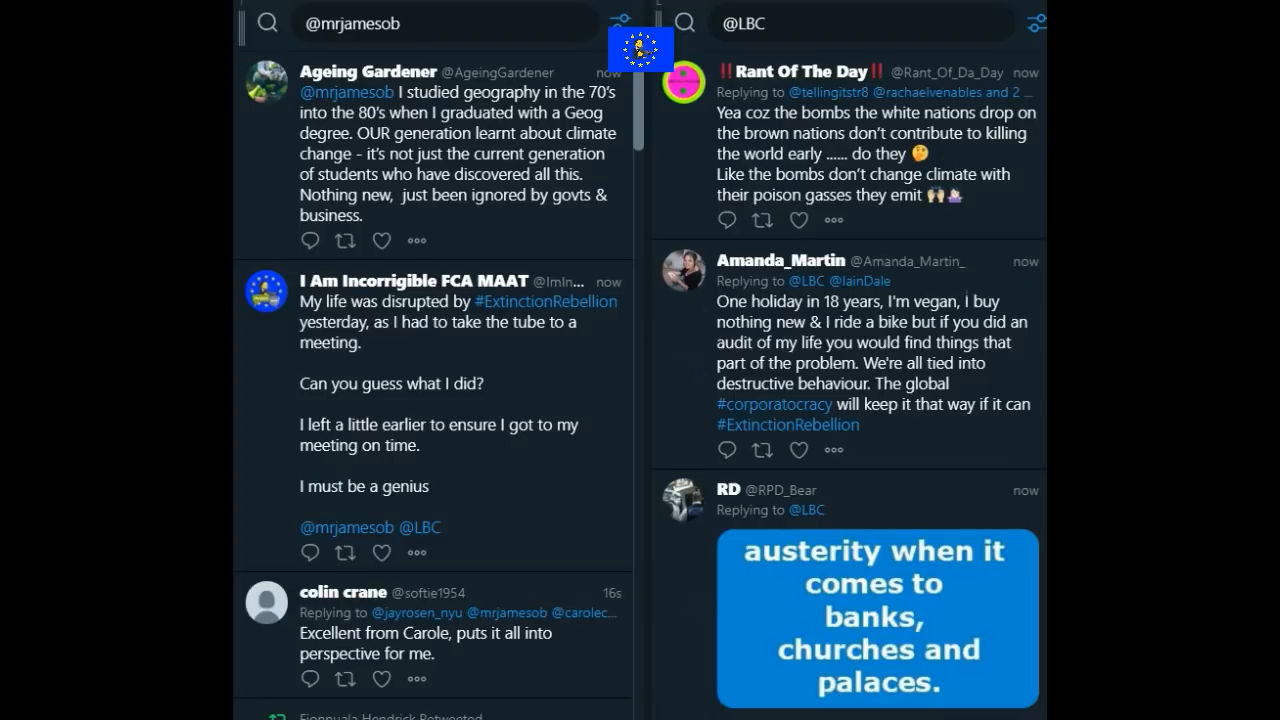 @mrjamesob
Ageing Gardener @AgeingGardener now
@mrjamesob I studied geography in the 70's
into the 80's when I graduated with a Geog
degree. OUR generation learnt about climate
change - it's not just the current generation
of students who have discovered all this.
Nothing new, just been ignored by govts &
business.
I Am Incorrigible FCA MAAT @ImIn... now
My life was disrupted by #ExtinctionRebellion
yesterday, as I had to take the tube to a
meeting.
Can you guess what I did?
I left a little earlier to ensure I got to my
meeting on time.
I must be a genius
@mrjamesob @LBC
colin crane @softie1954 16s
Replying to @jayrosen_nyu @mrjamesob @carolec...
Excellent from Carole, puts it all into
perspective for me.
Fionnuala Hendrick Retweeted
@LBC
‼Rant Of The Day‼ @Rant_Of_Da_Day now
Replying to @tellingitstr8 @rachaelvenables and 2 ...
Yea coz the bombs the white nations drop on
the brown nations don't contribute to killing
the world early ...... do they 🤔
Like the bombs don't change climate with
their poison gasses they emit 🙌🏼🤷🏻‍♀️
Amanda_Martin @Amanda_Martin_ now
Replying to @LBC @IainDale
One holiday in 18 years, I'm vegan, i buy
nothing new & I ride a bike but if you did an
audit of my life you would find things that
part of the problem. We're all tied into
destructive behaviour. The global
#corporatocracy will keep it that way if it can
#ExtinctionRebellion
RD @RPD_Bear now
Replying to @LBC
austerity when it
comes to
banks,
churches and
palaces.